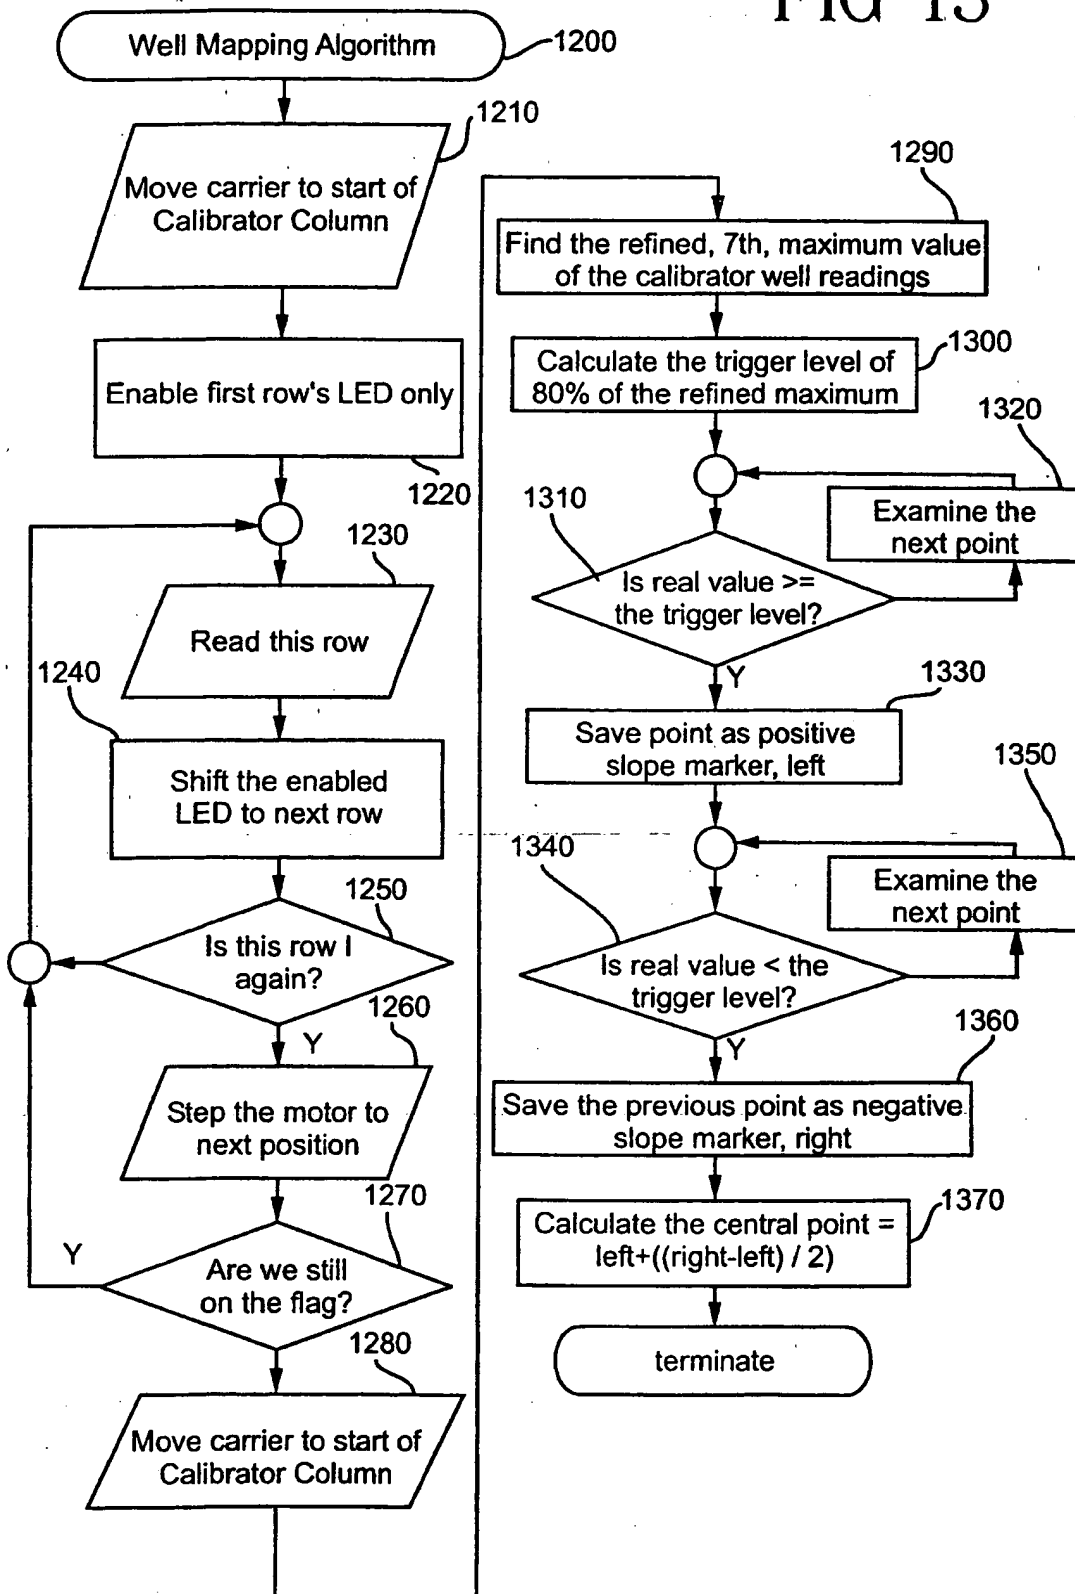 FIG 13
Well Mapping Algorithm
1200
1210
Move carrier to start of
Calibrator Column
Enable first row's LED only
1220
1230
Read this row
1240
Shift the enabled
LED to next row
1250
Is this row I
again?
Y
1260
Step the motor to
next position
1270
Y
Are we still
on the flag?
1280
Move carrier to start of
Calibrator Column
1290
Find the refined, 7th, maximum value
of the calibrator well readings
1300
Calculate the trigger level of
80% of the refined maximum
1320
Examine the
next point
1310
Is real value >=
the trigger level?
Y
1330
Save point as positive
slope marker, left
1350
Examine the
next point
1340
Is real value < the
trigger level?
Y
1360
Save the previous point as negative
slope marker, right
1370
Calculate the central point =
left+((right-left) / 2)
terminate